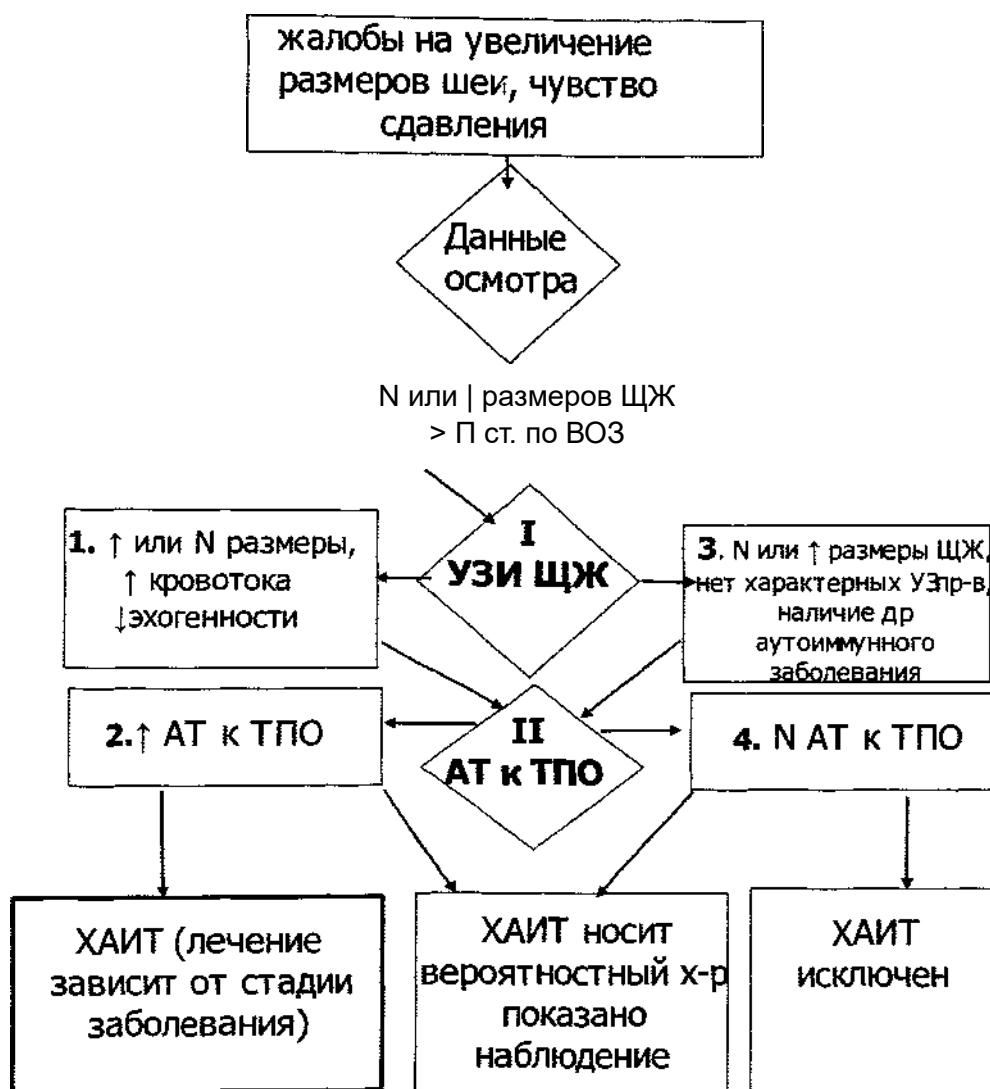 жалобы на увеличение
размеров шеи, чувство
сдавления
Данные
осмотра
N или | размеров ЩЖ
> П ст. по ВОЗ
I
УЗИ ЩЖ
1. ↑ или N размеры,
↑ кровотока
↓эхогенности
3. N или ↑ размеры ЩЖ,
нет характерных УЗпр-в,
наличие др
аутоиммунного
заболевания
II
АТ к ТПО
2.↑ АТ к ТПО
4. N АТ к ТПО
ХАИТ (лечение
зависит от стадии
заболевания)
ХАИТ носит
вероятностный х-р
показано
наблюдение
ХАИТ
исключен